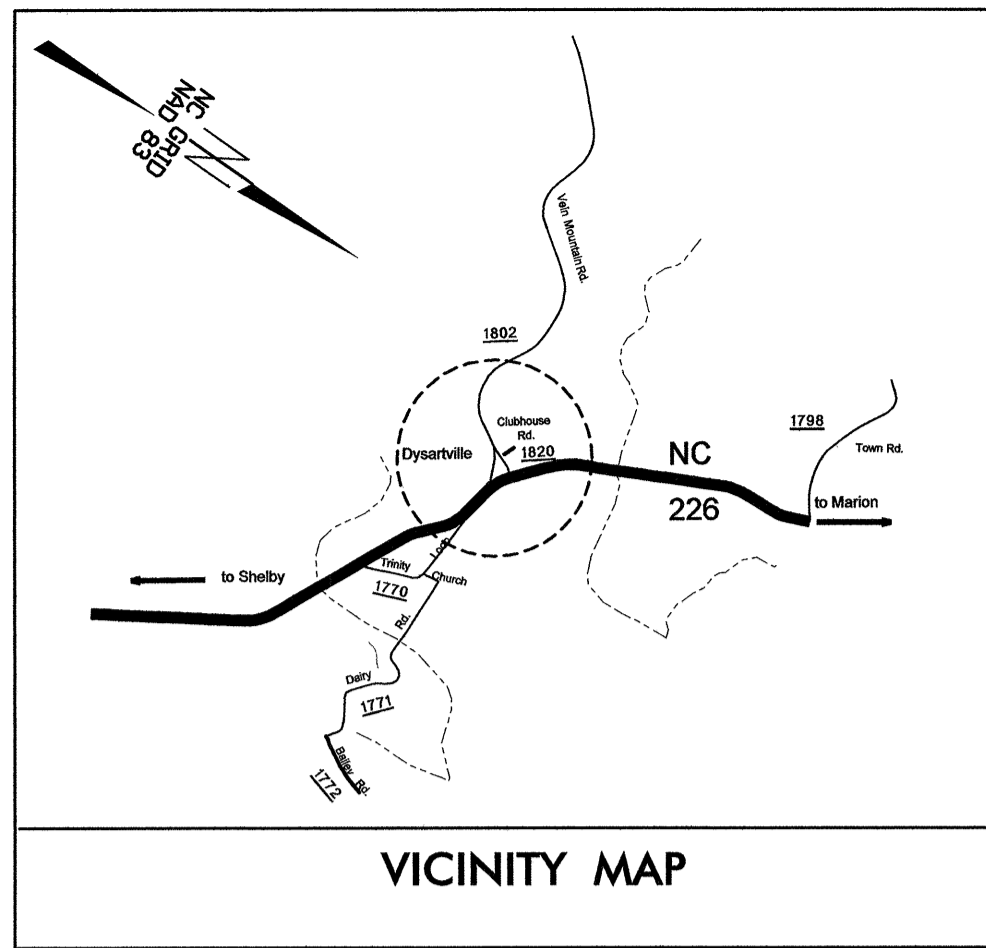 NC GRID
NAD 83
Vein Mountain Rd.
1802
Clubhouse
Rd.
1820
Dysartville
NC
226
1798
Town Rd.
to Marion
to Shelby
Loop
Trinity
Church
1770
Rd.
Dairy
1771
Bailey Rd.
1772
VICINITY MAP